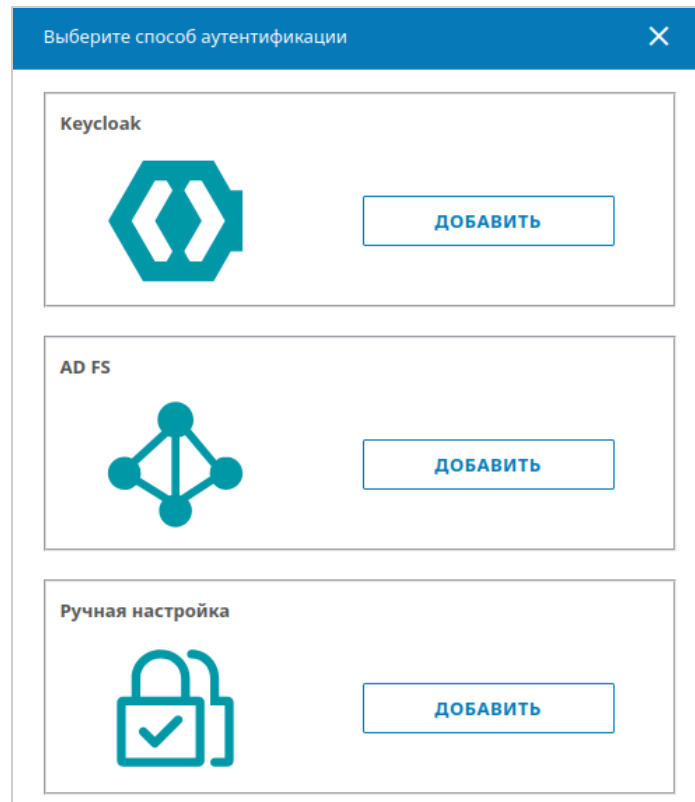 Выберите способ аутентификации
Keycloak
ДОБАВИТЬ
AD FS
ДОБАВИТЬ
Ручная настройка
ДОБАВИТЬ